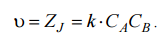 υ = Z_J = k · C_A C_B .